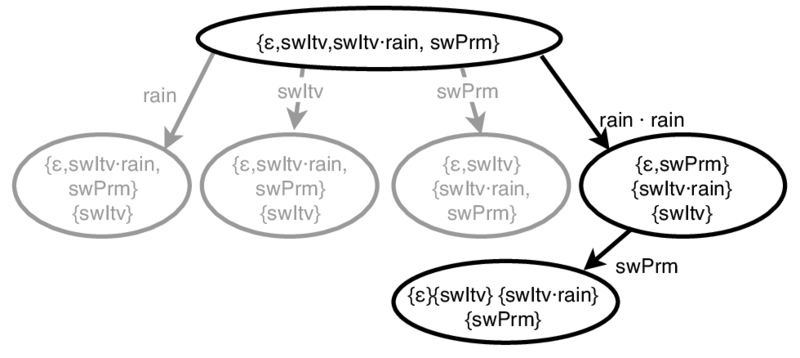 {ε,swItv,swItv·rain, swPrm}
rain
swItv
swPrm
rain · rain
{ε,swItv·rain,
swPrm}
{swItv}
{ε,swItv·rain,
swPrm}
{swItv}
{ε,swItv}
{swItv·rain,
swPrm}
{ε,swPrm}
{swItv·rain}
{swItv}
swPrm
{ε}{swItv} {swItv·rain}
{swPrm}